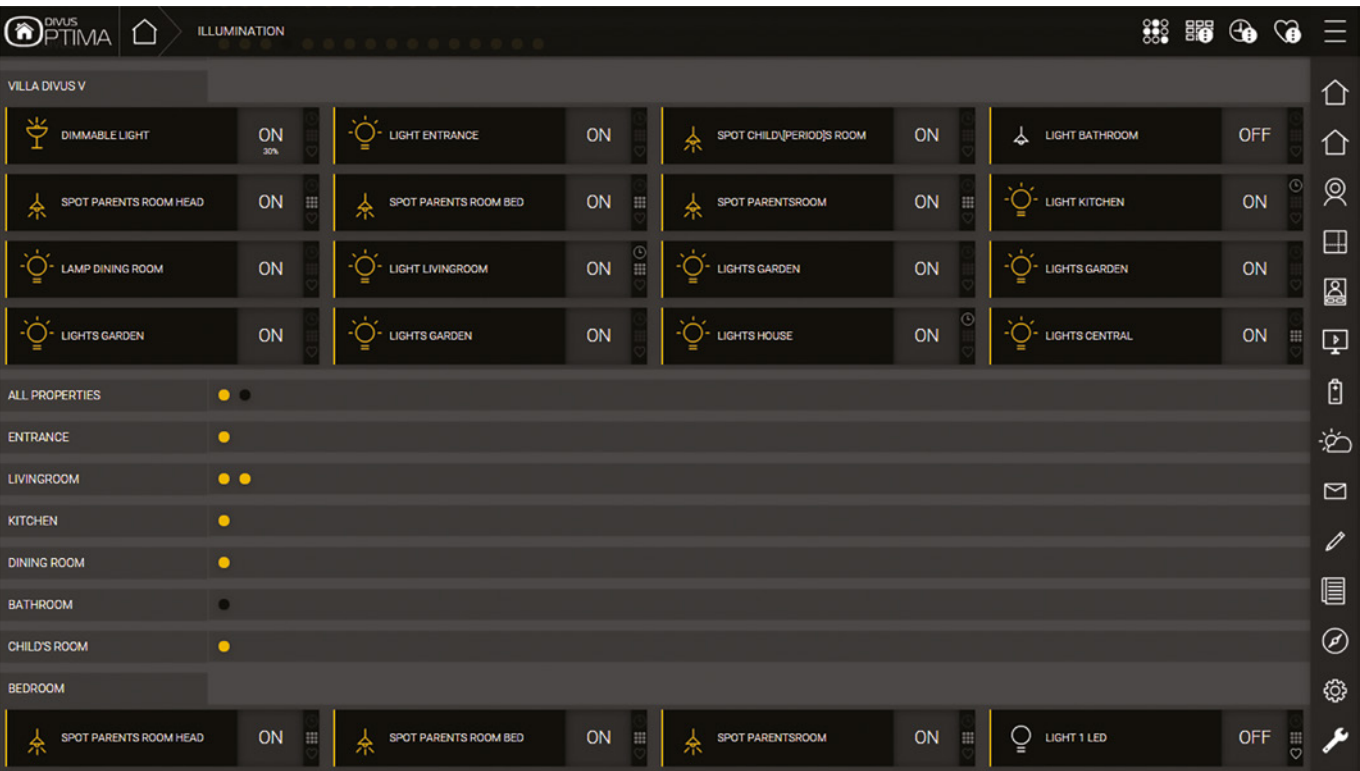 DIVUS
OPTIMA
ILLUMINATION
VILLA DIVUS V
DIMMABLE LIGHT ON 30% LIGHT ENTRANCE ON SPOT CHILD\[PERIOD]S ROOM ON LIGHT BATHROOM OFF
SPOT PARENTS ROOM HEAD ON SPOT PARENTS ROOM BED ON SPOT PARENTSROOM ON LIGHT KITCHEN ON
LAMP DINING ROOM ON LIGHT LIVINGROOM ON LIGHTS GARDEN ON LIGHTS GARDEN ON
LIGHTS GARDEN ON LIGHTS GARDEN ON LIGHTS HOUSE ON LIGHTS CENTRAL ON
ALL PROPERTIES
ENTRANCE
LIVINGROOM
KITCHEN
DINING ROOM
BATHROOM
CHILD'S ROOM
BEDROOM
SPOT PARENTS ROOM HEAD ON SPOT PARENTS ROOM BED ON SPOT PARENTSROOM ON LIGHT 1 LED OFF